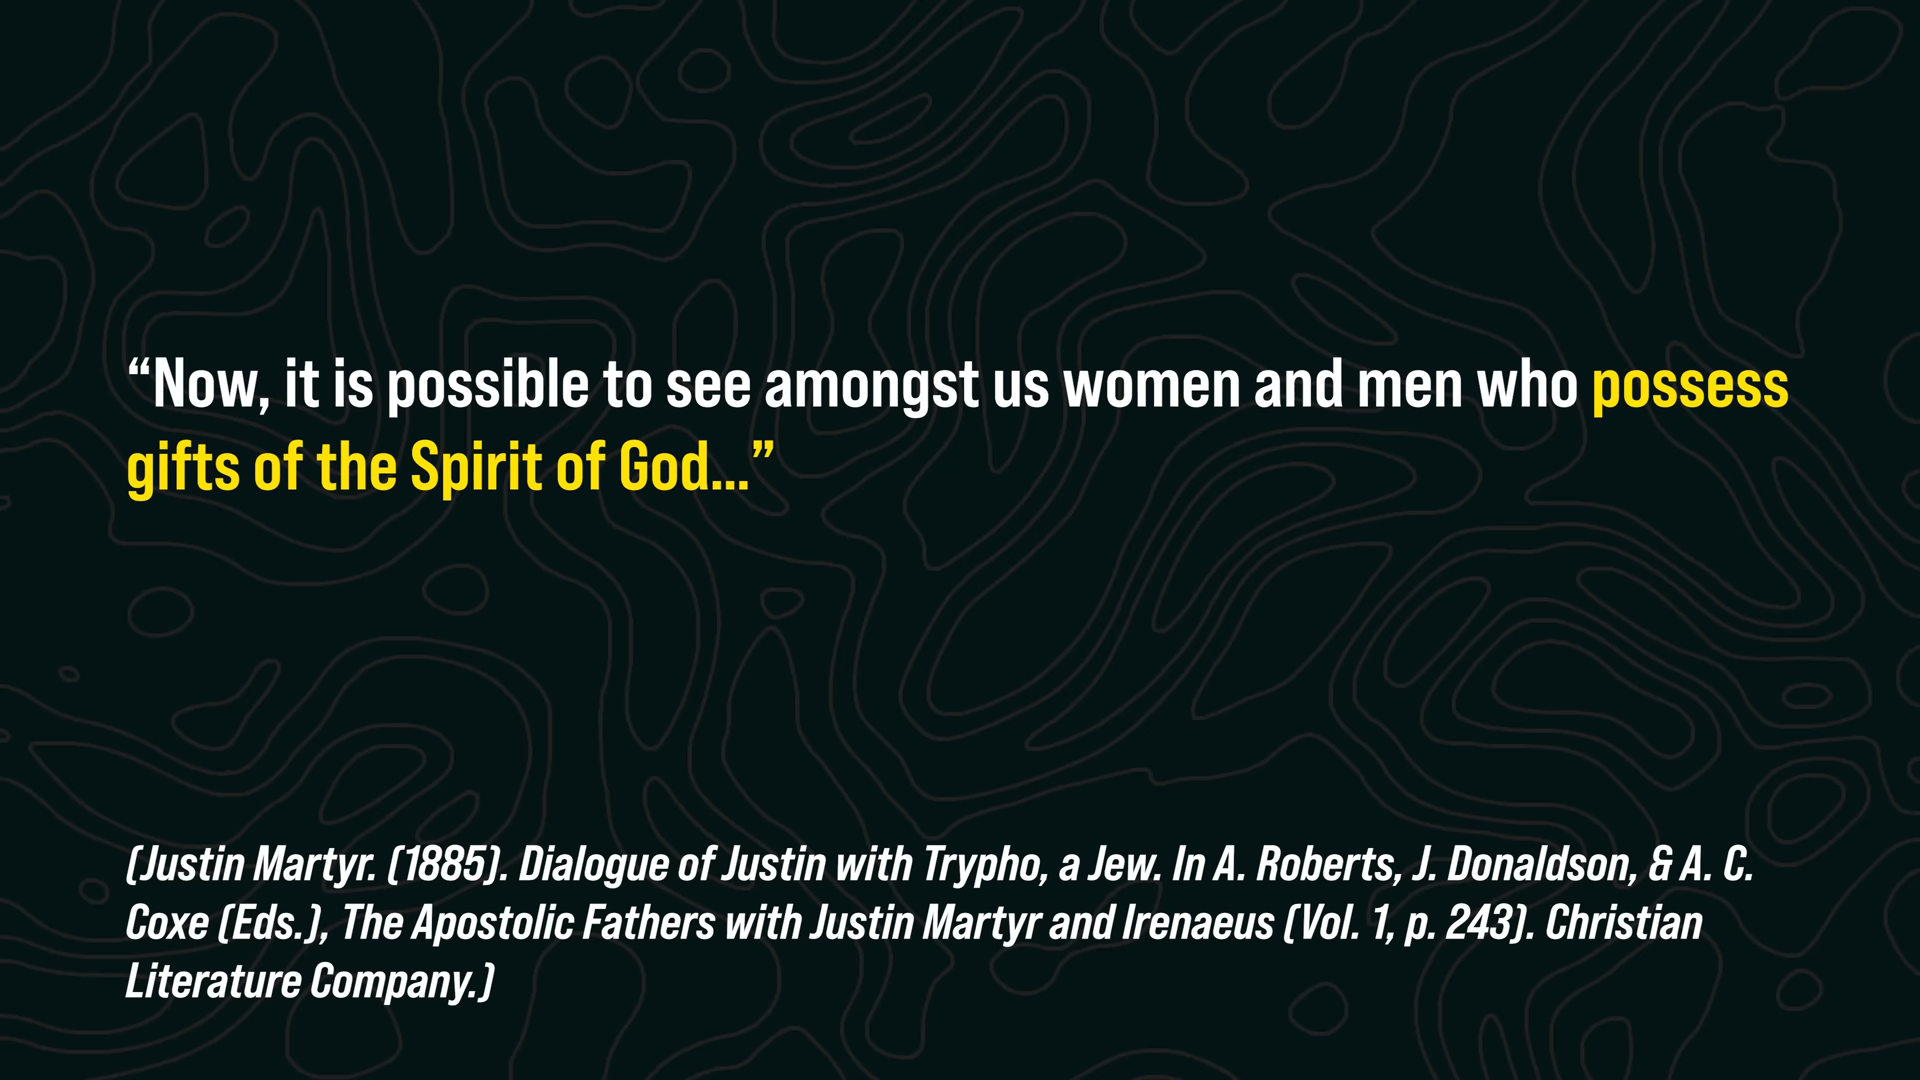 “Now, it is possible to see amongst us women and men who possess
gifts of the Spirit of God...”
(Justin Martyr. (1885). Dialogue of Justin with Trypho, a Jew. In A. Roberts, J. Donaldson, & A. C.
Coxe (Eds.), The Apostolic Fathers with Justin Martyr and Irenaeus (Vol. 1, p. 243). Christian
Literature Company.)